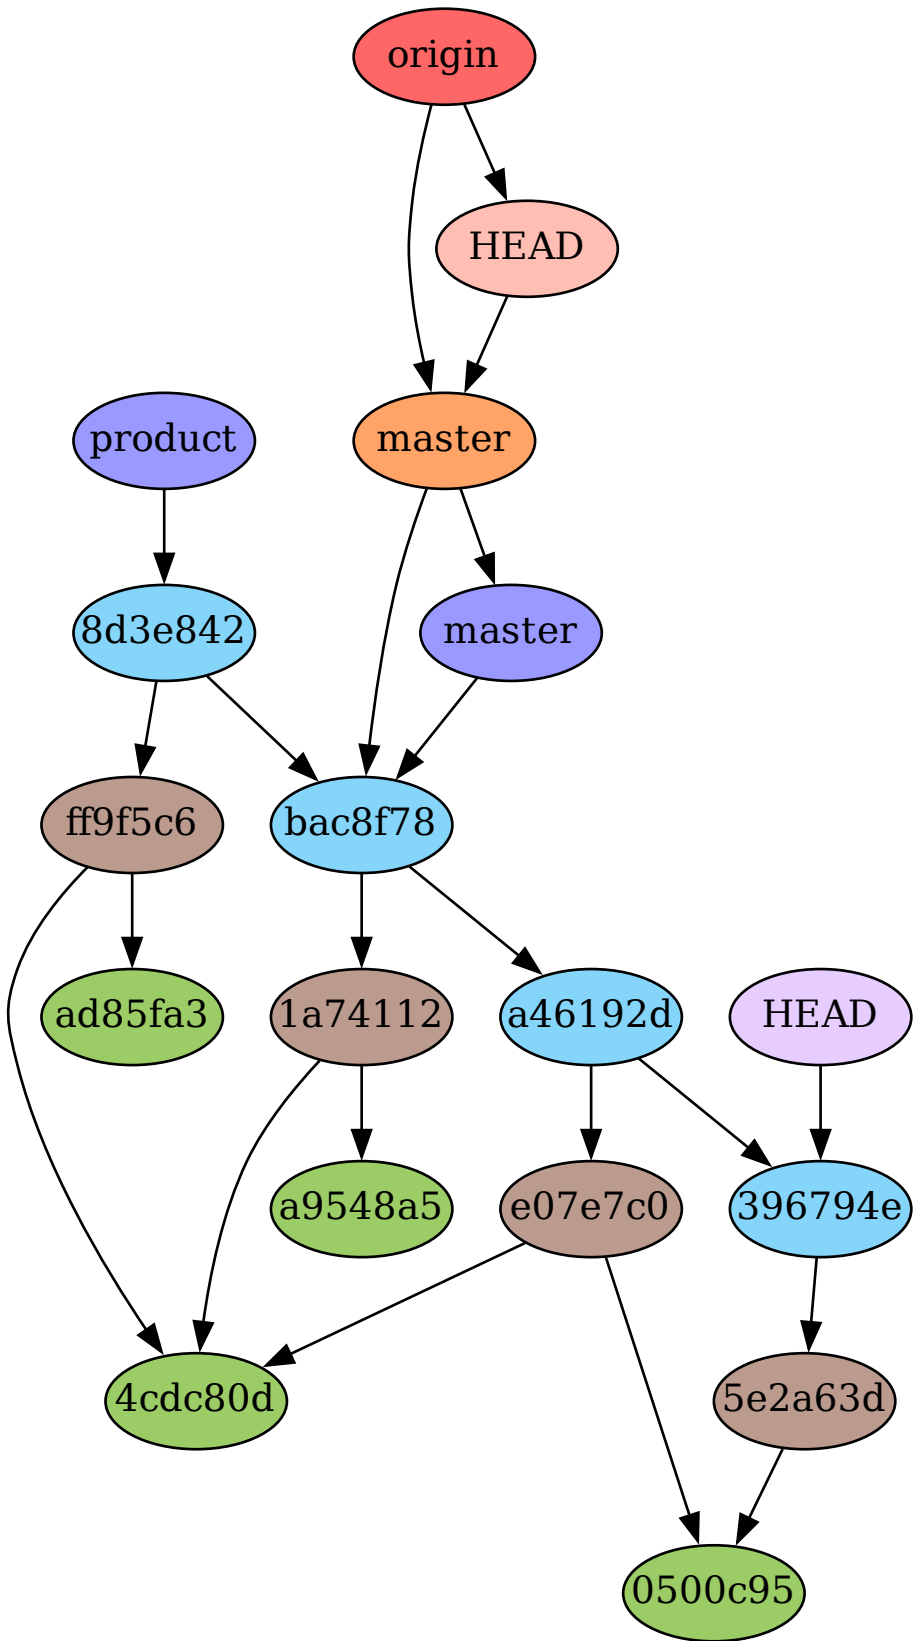 origin
HEAD
product
master
8d3e842
master
ff9f5c6
bac8f78
ad85fa3
1a74112
a46192d
HEAD
a9548a5
e07e7c0
396794e
4cdc80d
5e2a63d
0500c95